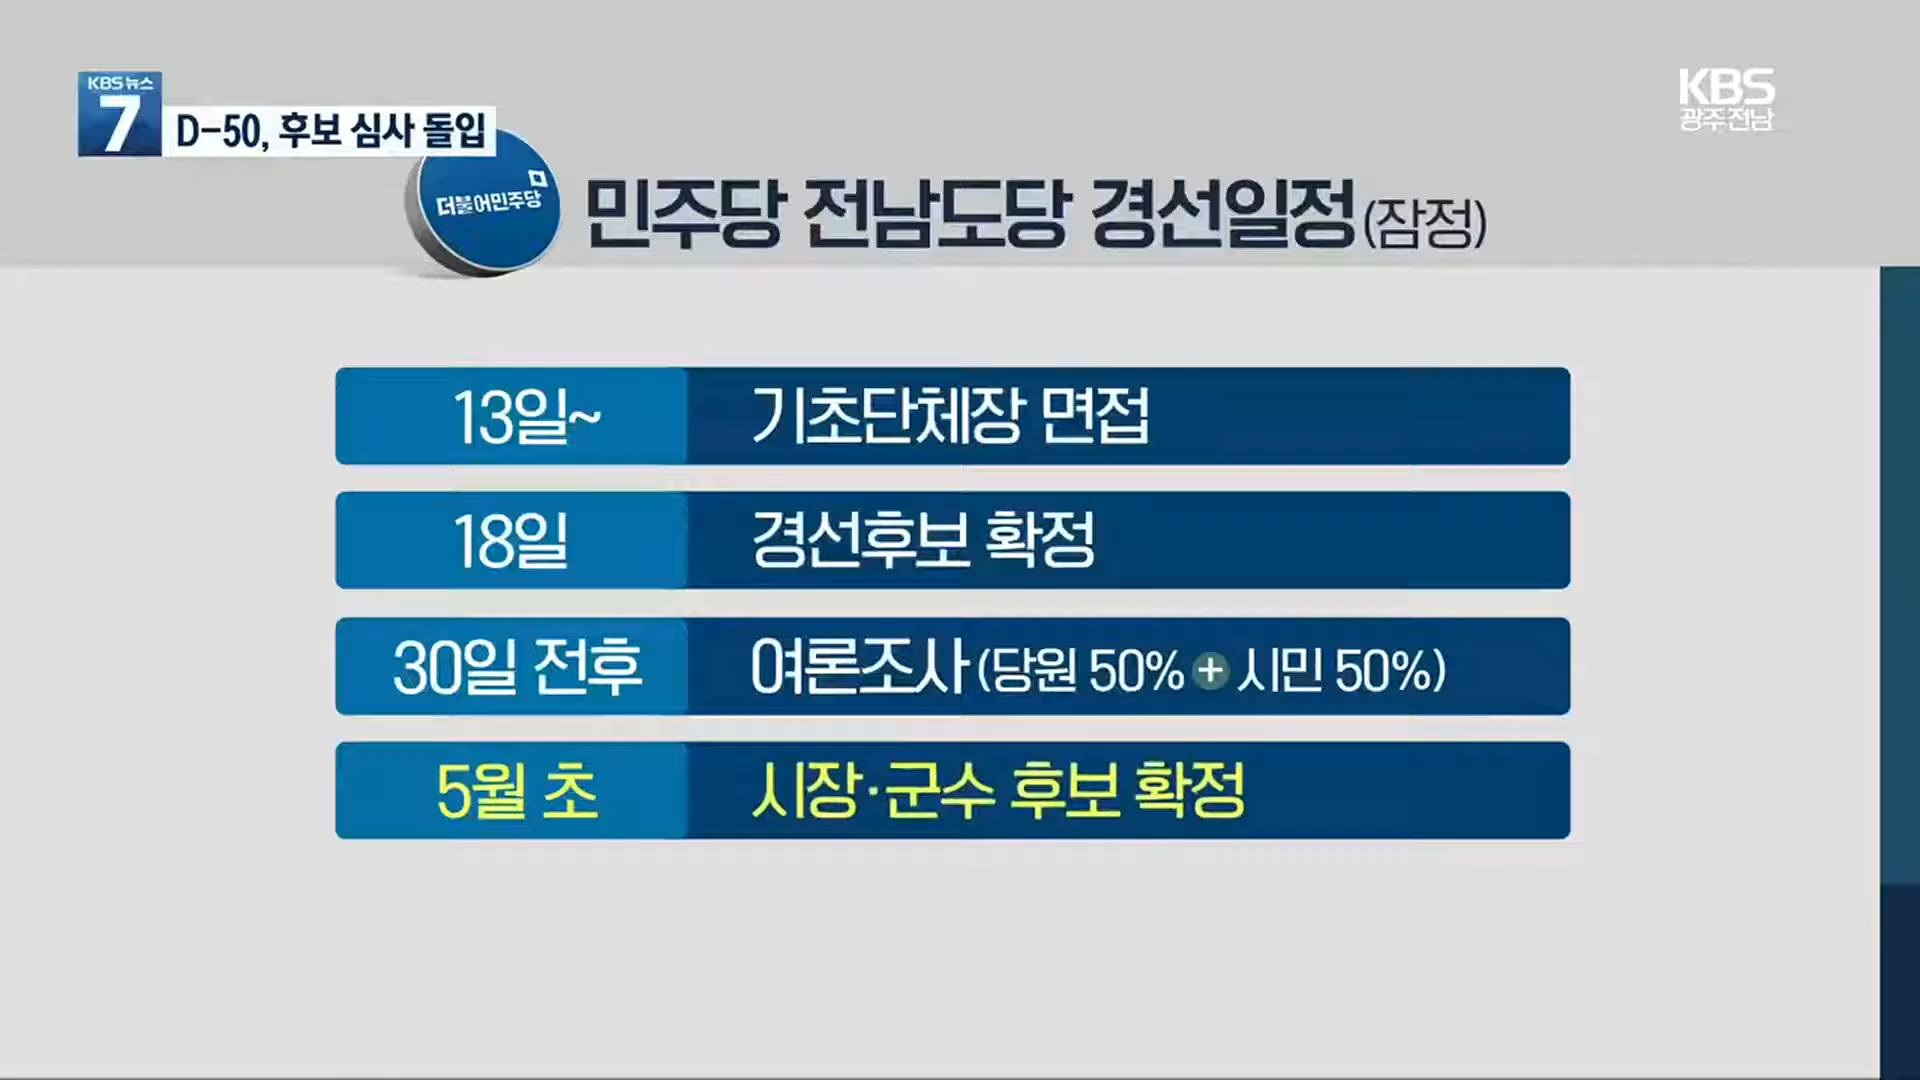 KBS 뉴스
7
D-50, 후보 심사 돌입
KBS
광주전남
더불어민주당
민주당 전남도당 경선일정(잠정)
13일~ 기초단체장 면접
18일 경선후보 확정
30일 전후 여론조사(당원 50% + 시민 50%)
5월 초 시장·군수 후보 확정